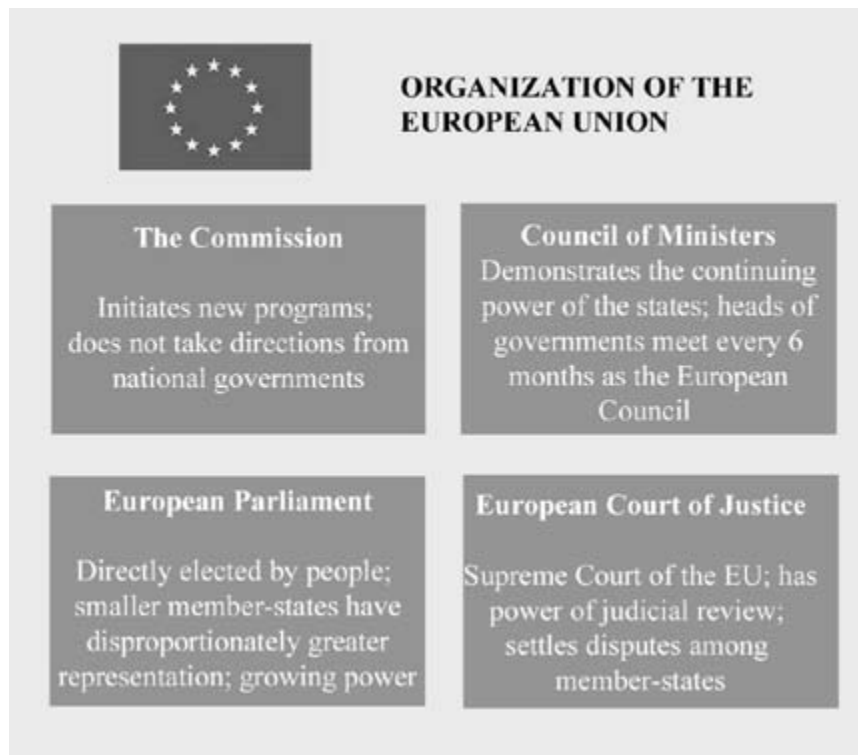 ORGANIZATION OF THE
EUROPEAN UNION
The Commission
Initiates new programs;
does not take directions from
national governments
Council of Ministers
Demonstrates the continuing
power of the states; heads of
governments meet every 6
months as the European
Council
European Parliament
Directly elected by people;
smaller member-states have
disproportionately greater
representation; growing power
European Court of Justice
Supreme Court of the EU; has
power of judicial review;
settles disputes among
member-states